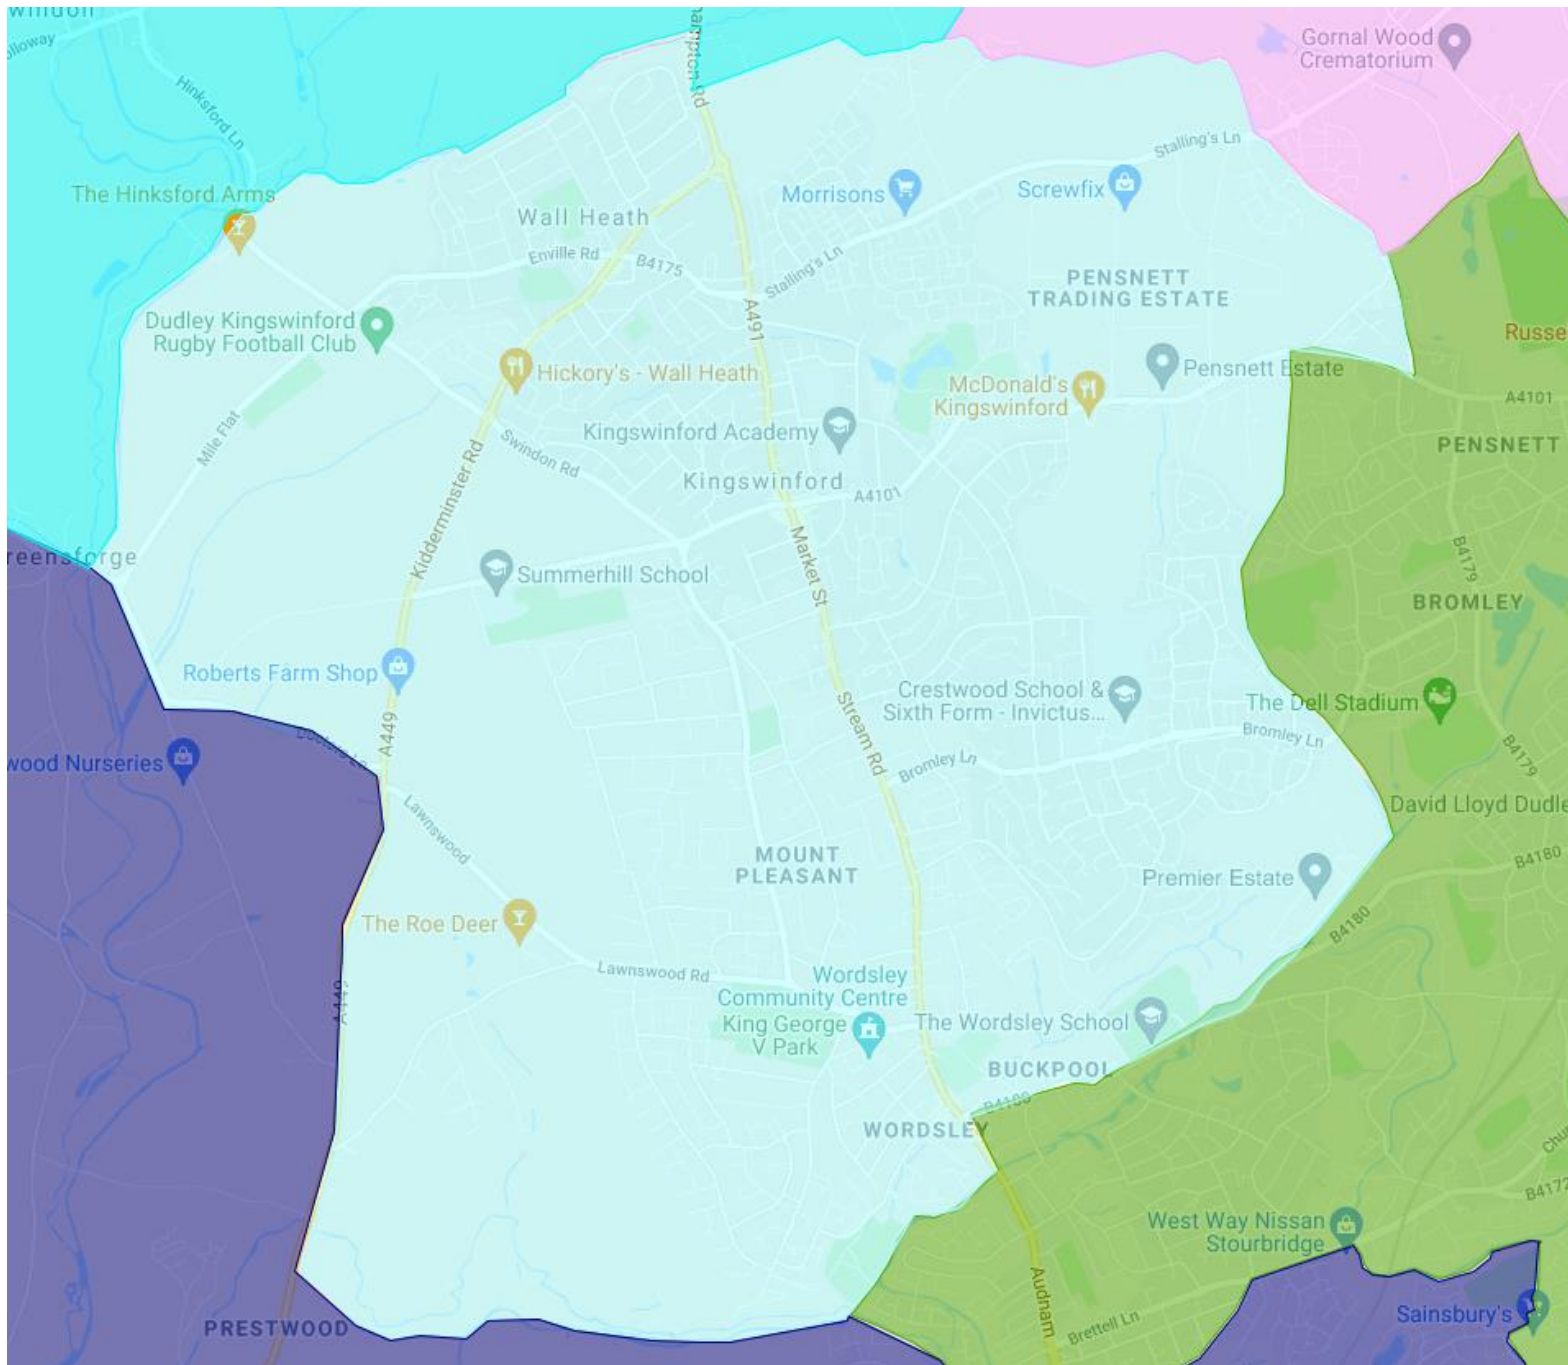 Gornal Wood
Crematorium
Hinksford Ln
Stalling's Ln
The Hinksford Arms
Morrisons
Screwfix
Wall Heath
Enville Rd
B4175
Stalling's Ln
PENSNETT
TRADING ESTATE
A491
Dudley Kingswinford
Rugby Football Club
Russe
Hickory's - Wall Heath
McDonald's
Kingswinford
Pensnett Estate
A4101
Mile Flat
Kingswinford Academy
Swindon Rd
PENSNETT
Kingswinford
A4101
Kidderminster Rd
Market St
B4179
reensforge
Summerhill School
BROMLEY
Roberts Farm Shop
Crestwood School &
Sixth Form - Invictus...
The Dell Stadium
A449
Stream Rd
Bromley Ln
wood Nurseries
Bromley Ln
B4179
Lawnswood
David Lloyd Dudle
MOUNT
PLEASANT
B4180
Premier Estate
The Roe Deer
B4180
Lawnswood Rd
Wordsley
Community Centre
A449
King George
V Park
The Wordsley School
BUCKPOOL
WORDSLEY
B4172
West Way Nissan
Stourbridge
Audnam
Sainsbury's
PRESTWOOD
Brettell Ln